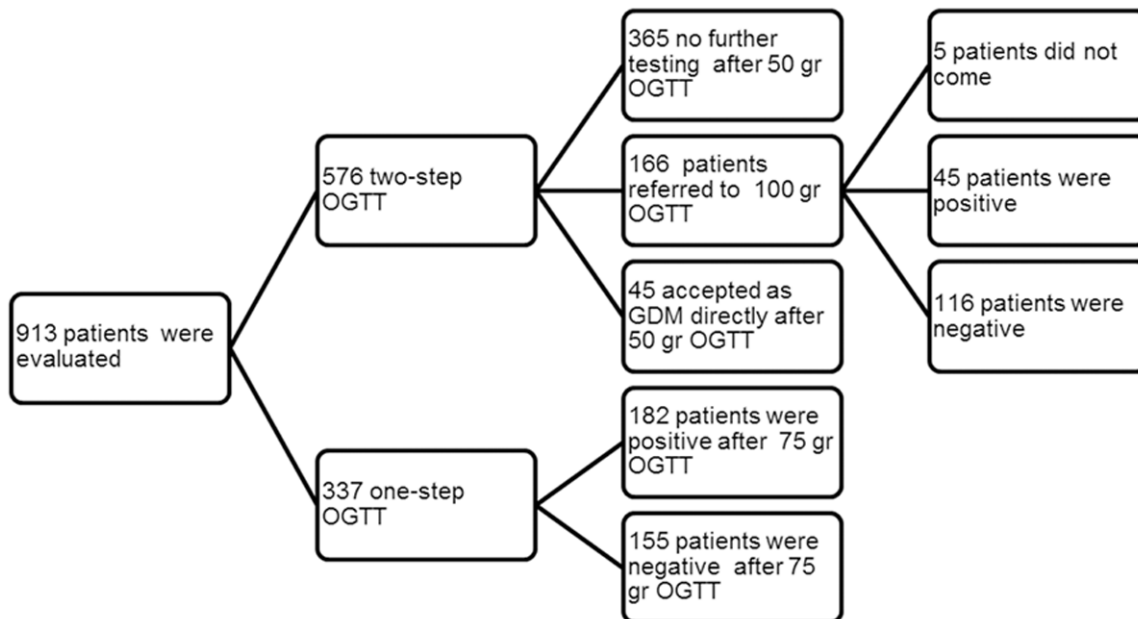 913 patients were
evaluated
576 two-step
OGTT
337 one-step
OGTT
365 no further
testing after 50 gr
OGTT
166 patients
referred to 100 gr
OGTT
45 accepted as
GDM directly after
50 gr OGTT
182 patients were
positive after 75 gr
OGTT
155 patients were
negative after 75
gr OGTT
5 patients did not
come
45 patients were
positive
116 patients were
negative